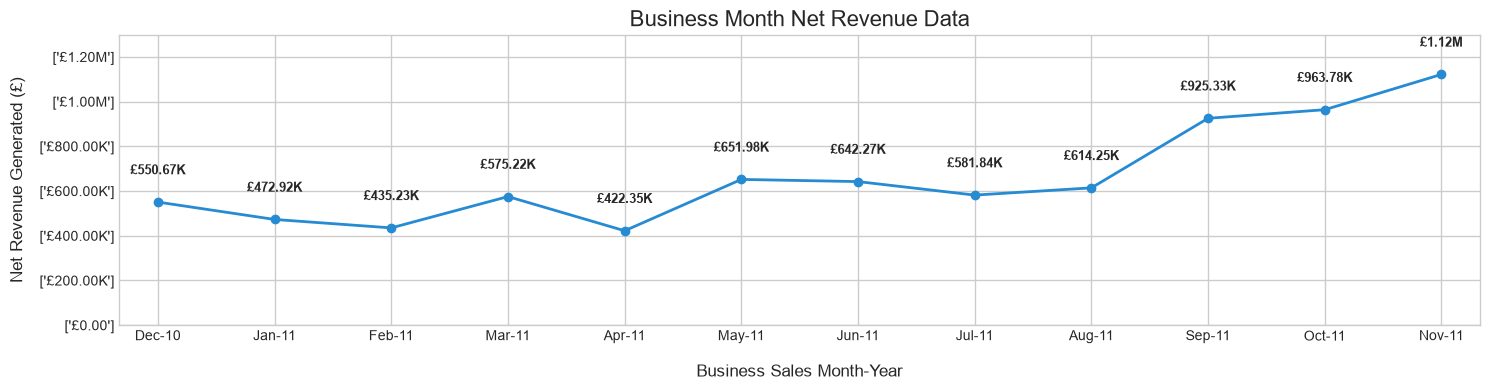 Business Month Net Revenue Data
Net Revenue Generated (£)
['£1.20M']
['£1.00M']
['£800.00K']
['£600.00K']
['£400.00K']
['£200.00K']
['£0.00']
£550.67K
£472.92K
£435.23K
£575.22K
£422.35K
£651.98K
£642.27K
£581.84K
£614.25K
£925.33K
£963.78K
£1.12M
Dec-10 Jan-11 Feb-11 Mar-11 Apr-11 May-11 Jun-11 Jul-11 Aug-11 Sep-11 Oct-11 Nov-11
Business Sales Month-Year